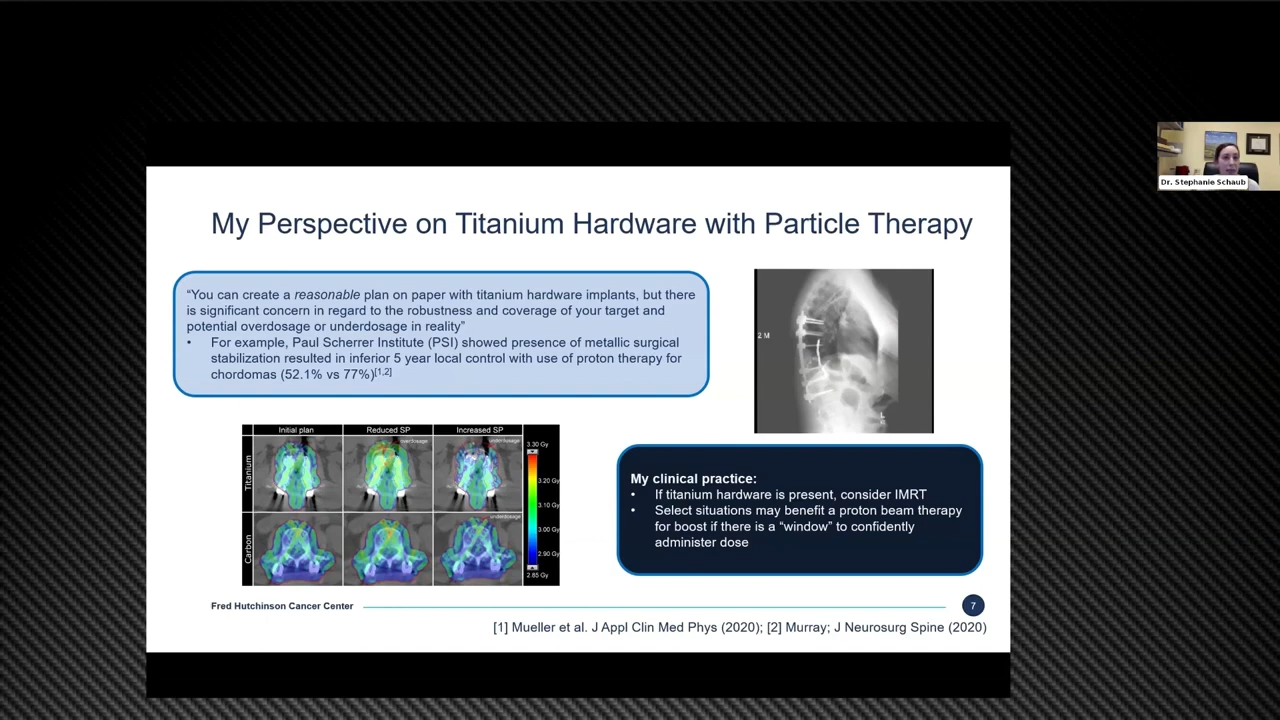 Dr. Stephanie Schaub
My Perspective on Titanium Hardware with Particle Therapy
“You can create a reasonable plan on paper with titanium hardware implants, but there
is significant concern in regard to the robustness and coverage of your target and
potential overdosage or underdosage in reality”
• For example, Paul Scherrer Institute (PSI) showed presence of metallic surgical
stabilization resulted in inferior 5 year local control with use of proton therapy for
chordomas (52.1% vs 77%)[1,2]
2 M
L
Initial plan Reduced SP Increased SP
overdosage underdosage
Titanium
underdosage
Carbon
3.30 Gy
3.20 Gy
3.10 Gy
3.00 Gy
2.90 Gy
2.85 Gy
My clinical practice:
• If titanium hardware is present, consider IMRT
• Select situations may benefit a proton beam therapy
for boost if there is a “window” to confidently
administer dose
Fred Hutchinson Cancer Center
7
[1] Mueller et al. J Appl Clin Med Phys (2020); [2] Murray; J Neurosurg Spine (2020)